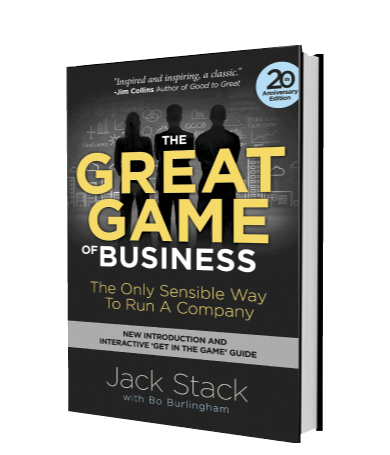 "Inspired and inspiring, a classic."
-Jim Collins Author of Good to Great
20th
Anniversary
Edition
THE
GREAT
GAME
OF BUSINESS
The Only Sensible Way
To Run A Company
NEW INTRODUCTION AND
INTERACTIVE 'GET IN THE GAME' GUIDE
Jack Stack
with Bo Burlingham